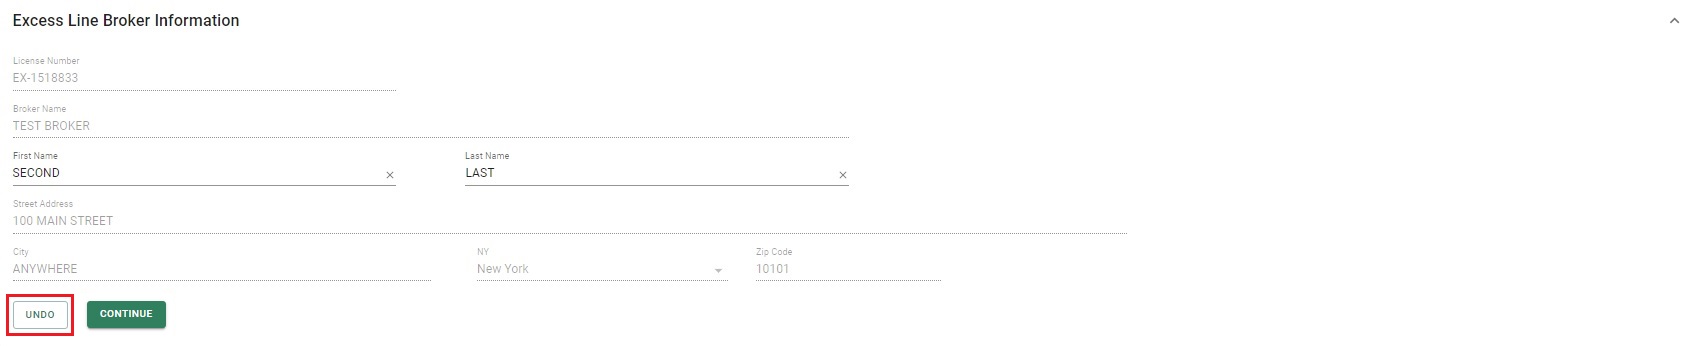 Excess Line Broker Information
License Number
EX-1518833
Broker Name
TEST BROKER
First Name Last Name
SECOND LAST
Street Address
100 MAIN STREET
City NY Zip Code
ANYWHERE New York 10101
UNDO CONTINUE